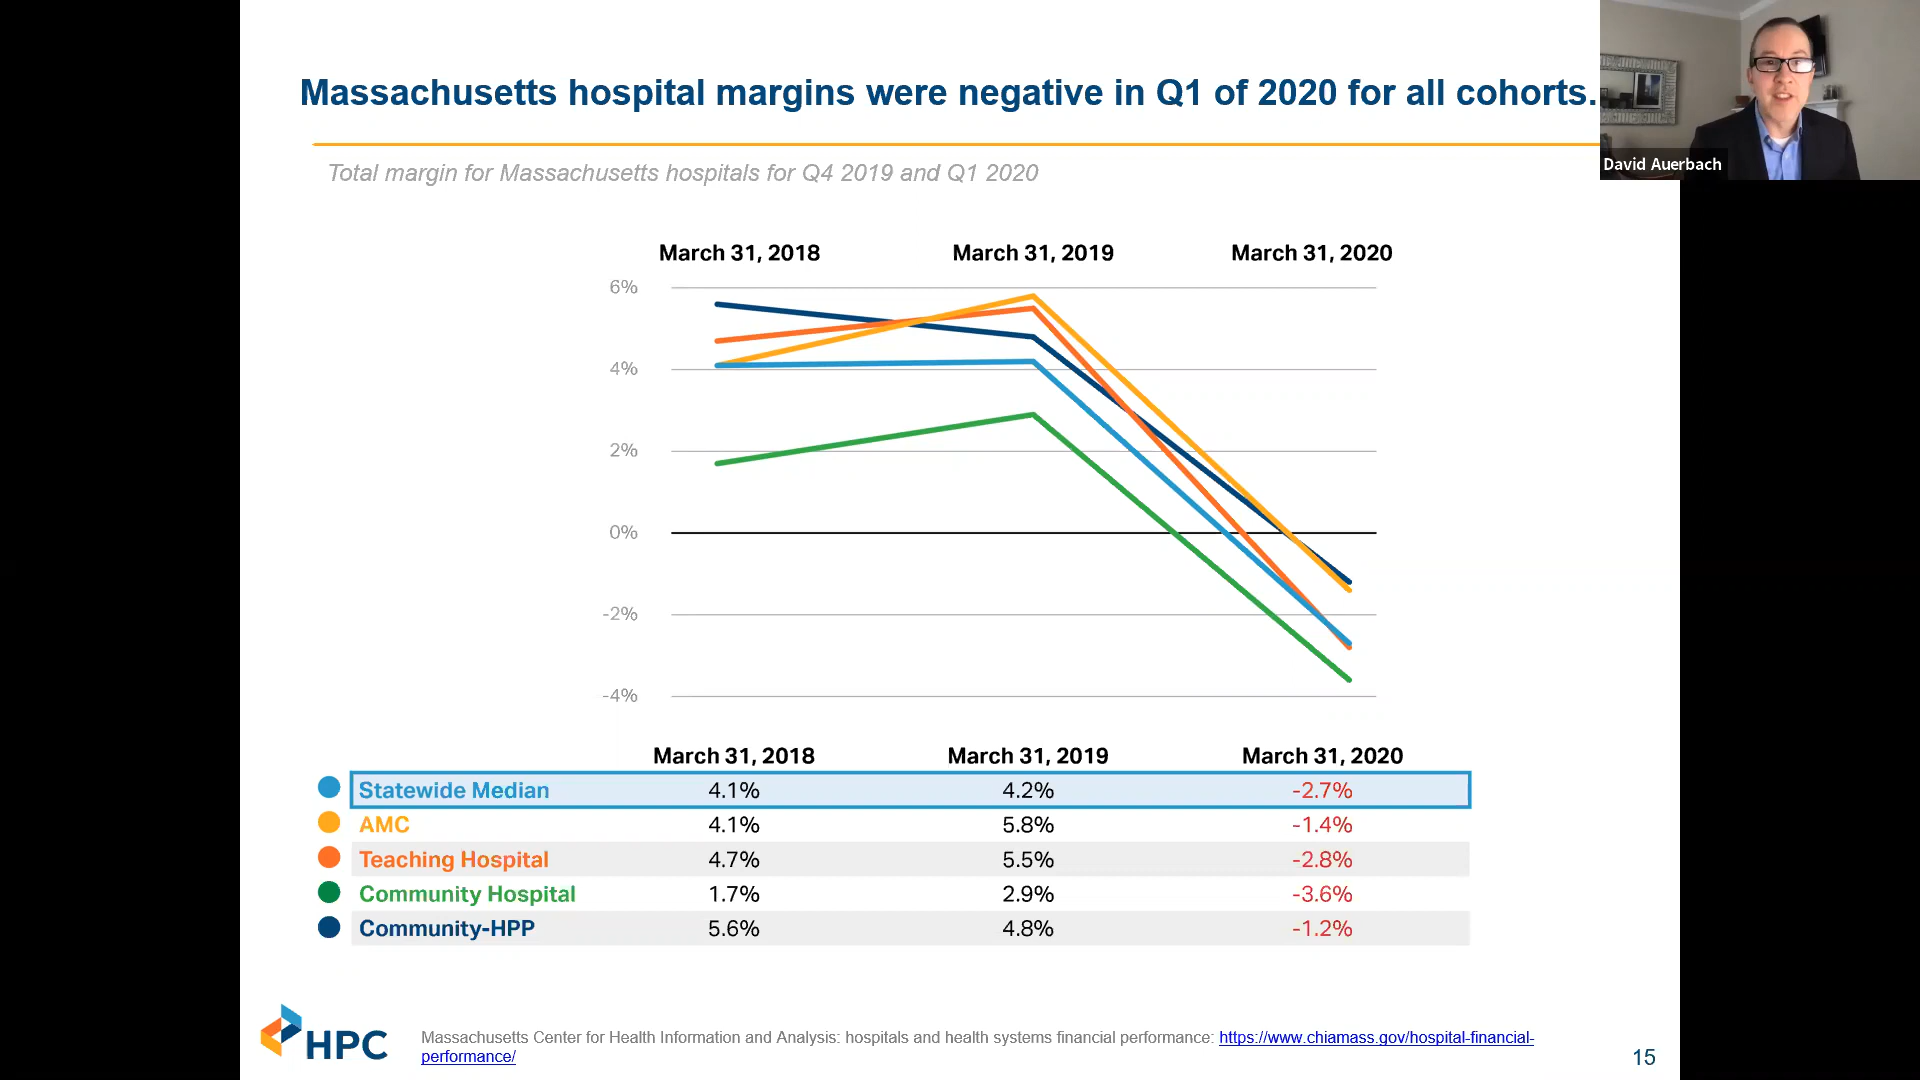 Massachusetts hospital margins were negative in Q1 of 2020 for all cohorts.
David Auerbach
Total margin for Massachusetts hospitals for Q4 2019 and Q1 2020
March 31, 2018 March 31, 2019 March 31, 2020
6%
4%
2%
0%
-2%
-4%
March 31, 2018 March 31, 2019 March 31, 2020
Statewide Median 4.1% 4.2% -2.7%
AMC 4.1% 5.8% -1.4%
Teaching Hospital 4.7% 5.5% -2.8%
Community Hospital 1.7% 2.9% -3.6%
Community-HPP 5.6% 4.8% -1.2%
HPC
Massachusetts Center for Health Information and Analysis: hospitals and health systems financial performance: https://www.chiamass.gov/hospital-financial-
performance/
15